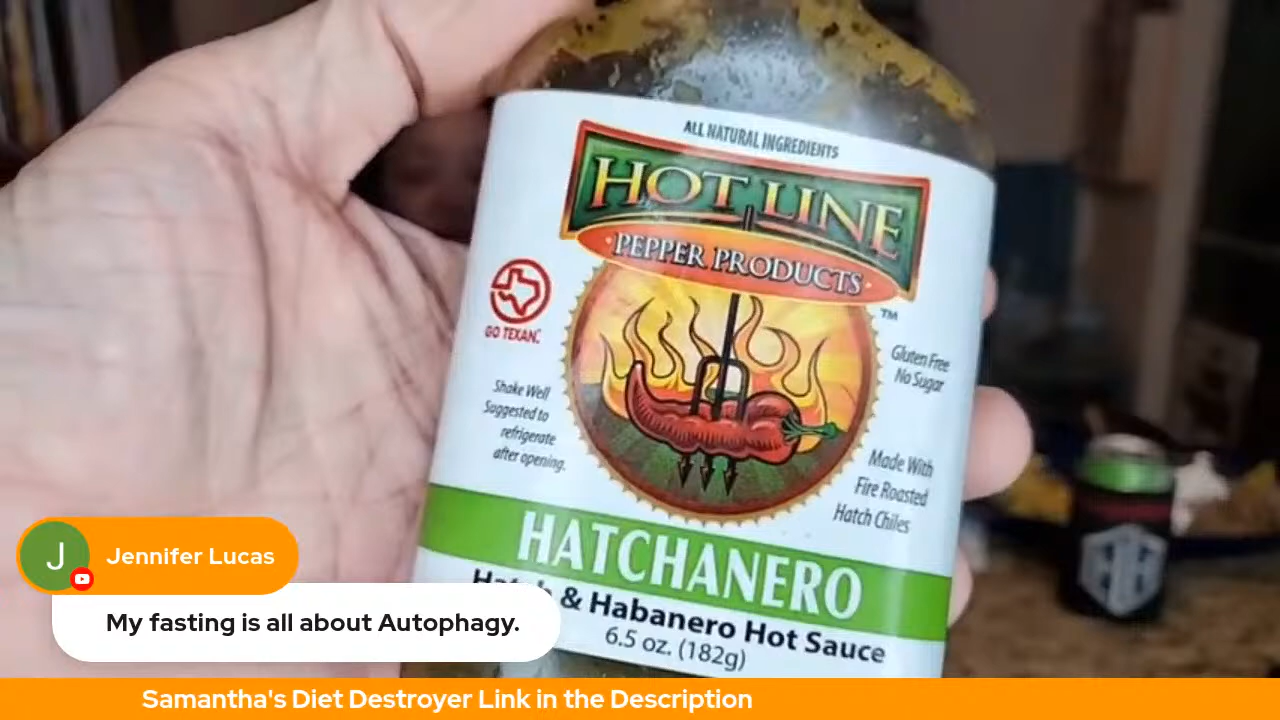 ALL NATURAL INGREDIENTS
HOT LINE
·PEPPER PRODUCTS·
TM
GO TEXAN.
Gluten Free
No Sugar
Shake Well
Suggested to
refrigerate
after opening.
Made With
Fire Roasted
Hatch Chiles
HATCHANERO
Hatch & Habanero Hot Sauce
6.5 oz. (182g)
J
Jennifer Lucas
My fasting is all about Autophagy.
Samantha's Diet Destroyer Link in the Description